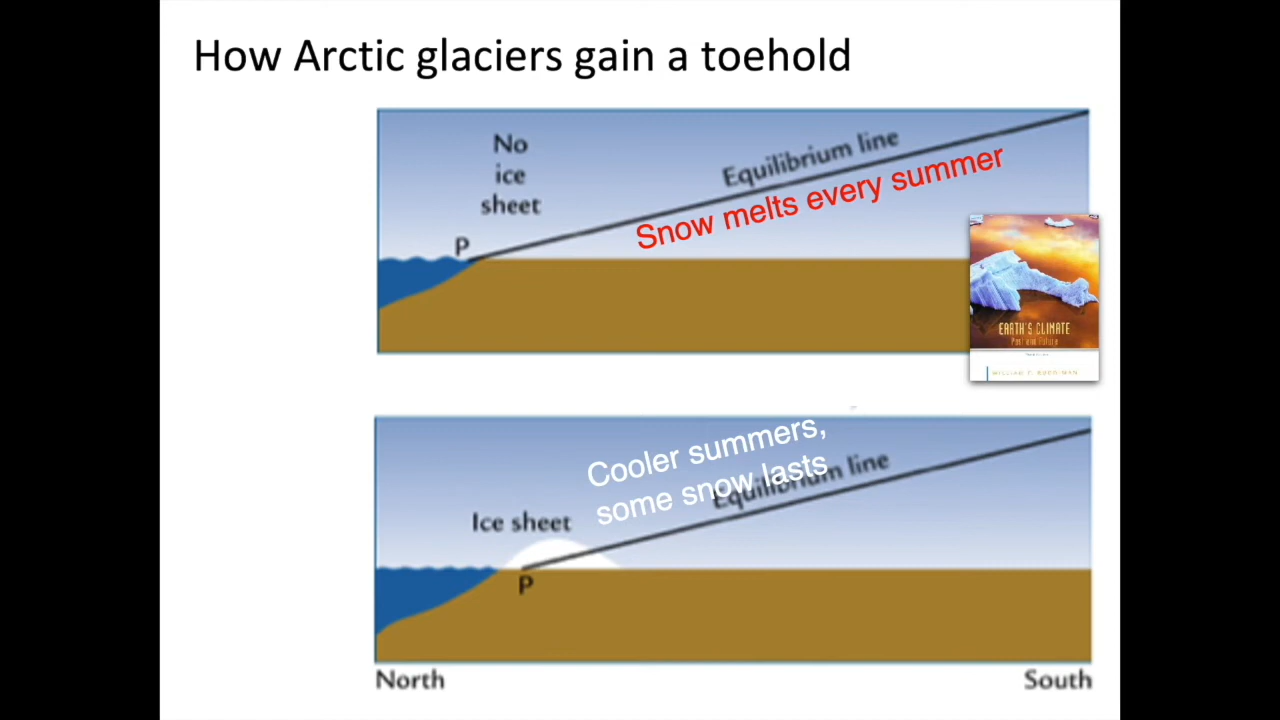 How Arctic glaciers gain a toehold
No
ice
sheet
P
Equilibrium line
Snow melts every summer
EARTH'S CLIMATE
Past and Future
WILLIAM F. RUDDIMAN
Cooler summers,
some snow lasts
Equilibrium line
Ice sheet
P
North
South